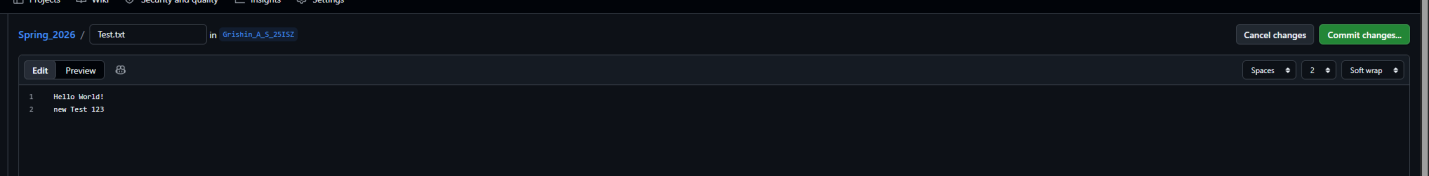 Projects Wiki Security and quality Insights Settings
Spring_2026 / Test.txt in Grishin_A_S_25ISZ Cancel changes Commit changes...
Edit Preview Spaces 2 Soft wrap
1 Hello World!
2 new Test 123